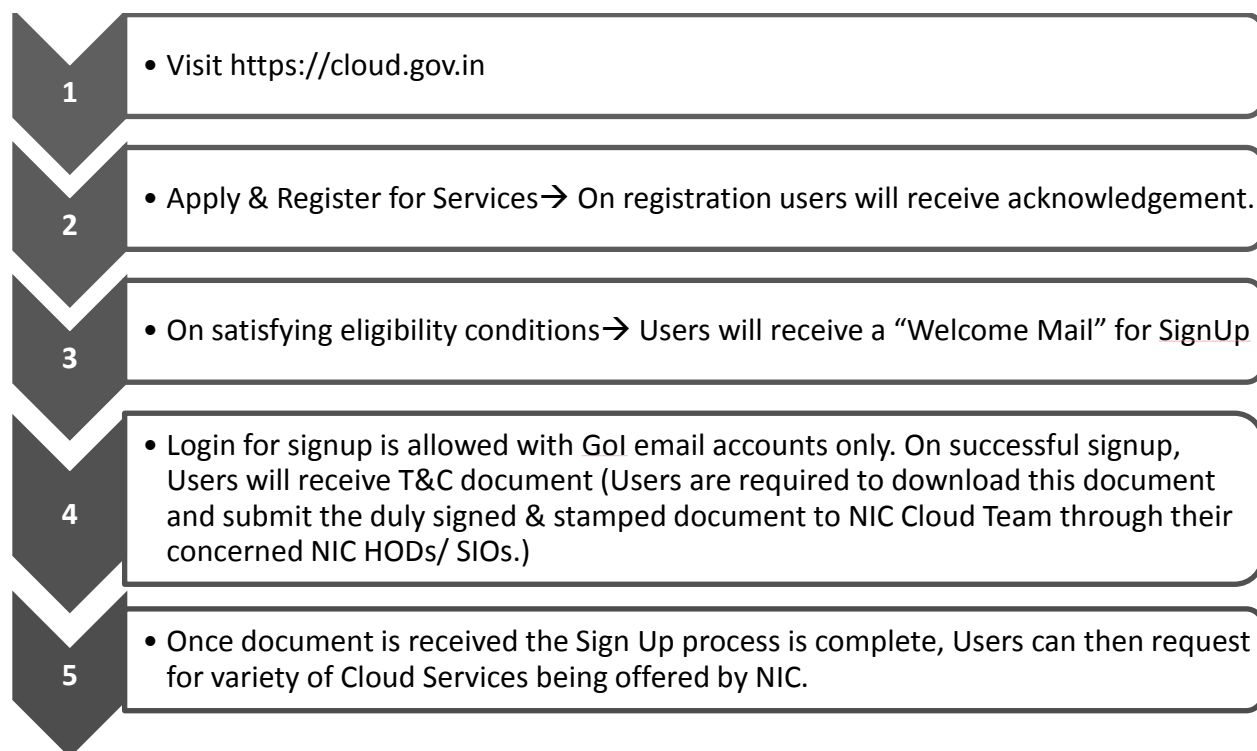 1
• Visit https://cloud.gov.in
2
• Apply & Register for Services→ On registration users will receive acknowledgement.
3
• On satisfying eligibility conditions→ Users will receive a “Welcome Mail” for SignUp
4
• Login for signup is allowed with GoI email accounts only. On successful signup,
Users will receive T&C document (Users are required to download this document
and submit the duly signed & stamped document to NIC Cloud Team through their
concerned NIC HODs/ SIOs.)
5
• Once document is received the Sign Up process is complete, Users can then request
for variety of Cloud Services being offered by NIC.